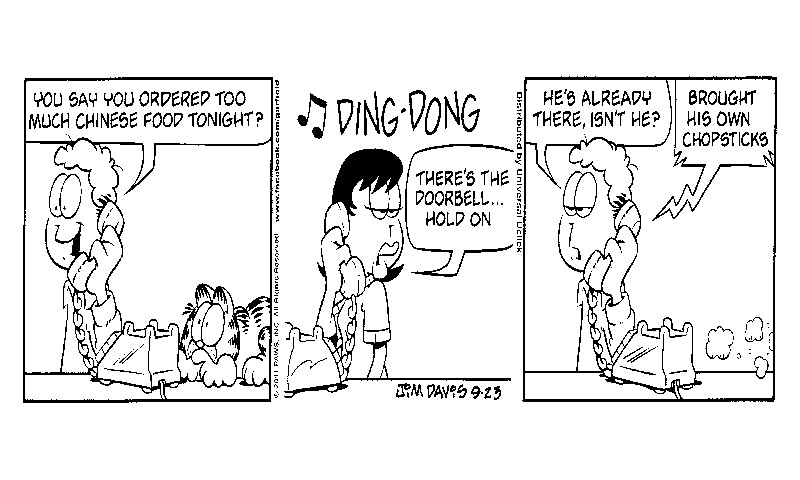 YOU SAY YOU ORDERED TOO
MUCH CHINESE FOOD TONIGHT?
© 2011 PAWS, INC. All Rights Reserved. www.facebook.com/garfield
DING-DONG
THERE'S THE
DOORBELL...
HOLD ON
JIM DAVIS 9-23
Distributed by Universal Uclick
HE'S ALREADY
THERE, ISN'T HE?
BROUGHT
HIS OWN
CHOPSTICKS